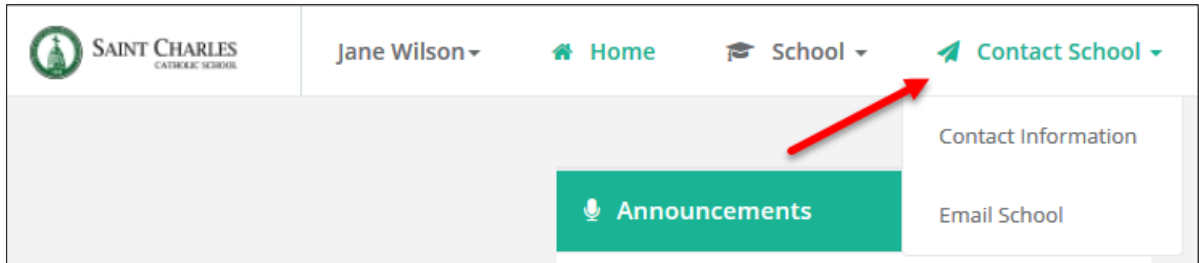 SAINT CHARLES
CATHOLIC SCHOOL
Jane Wilson
Home
School
Contact School
Contact Information
Email School
Announcements